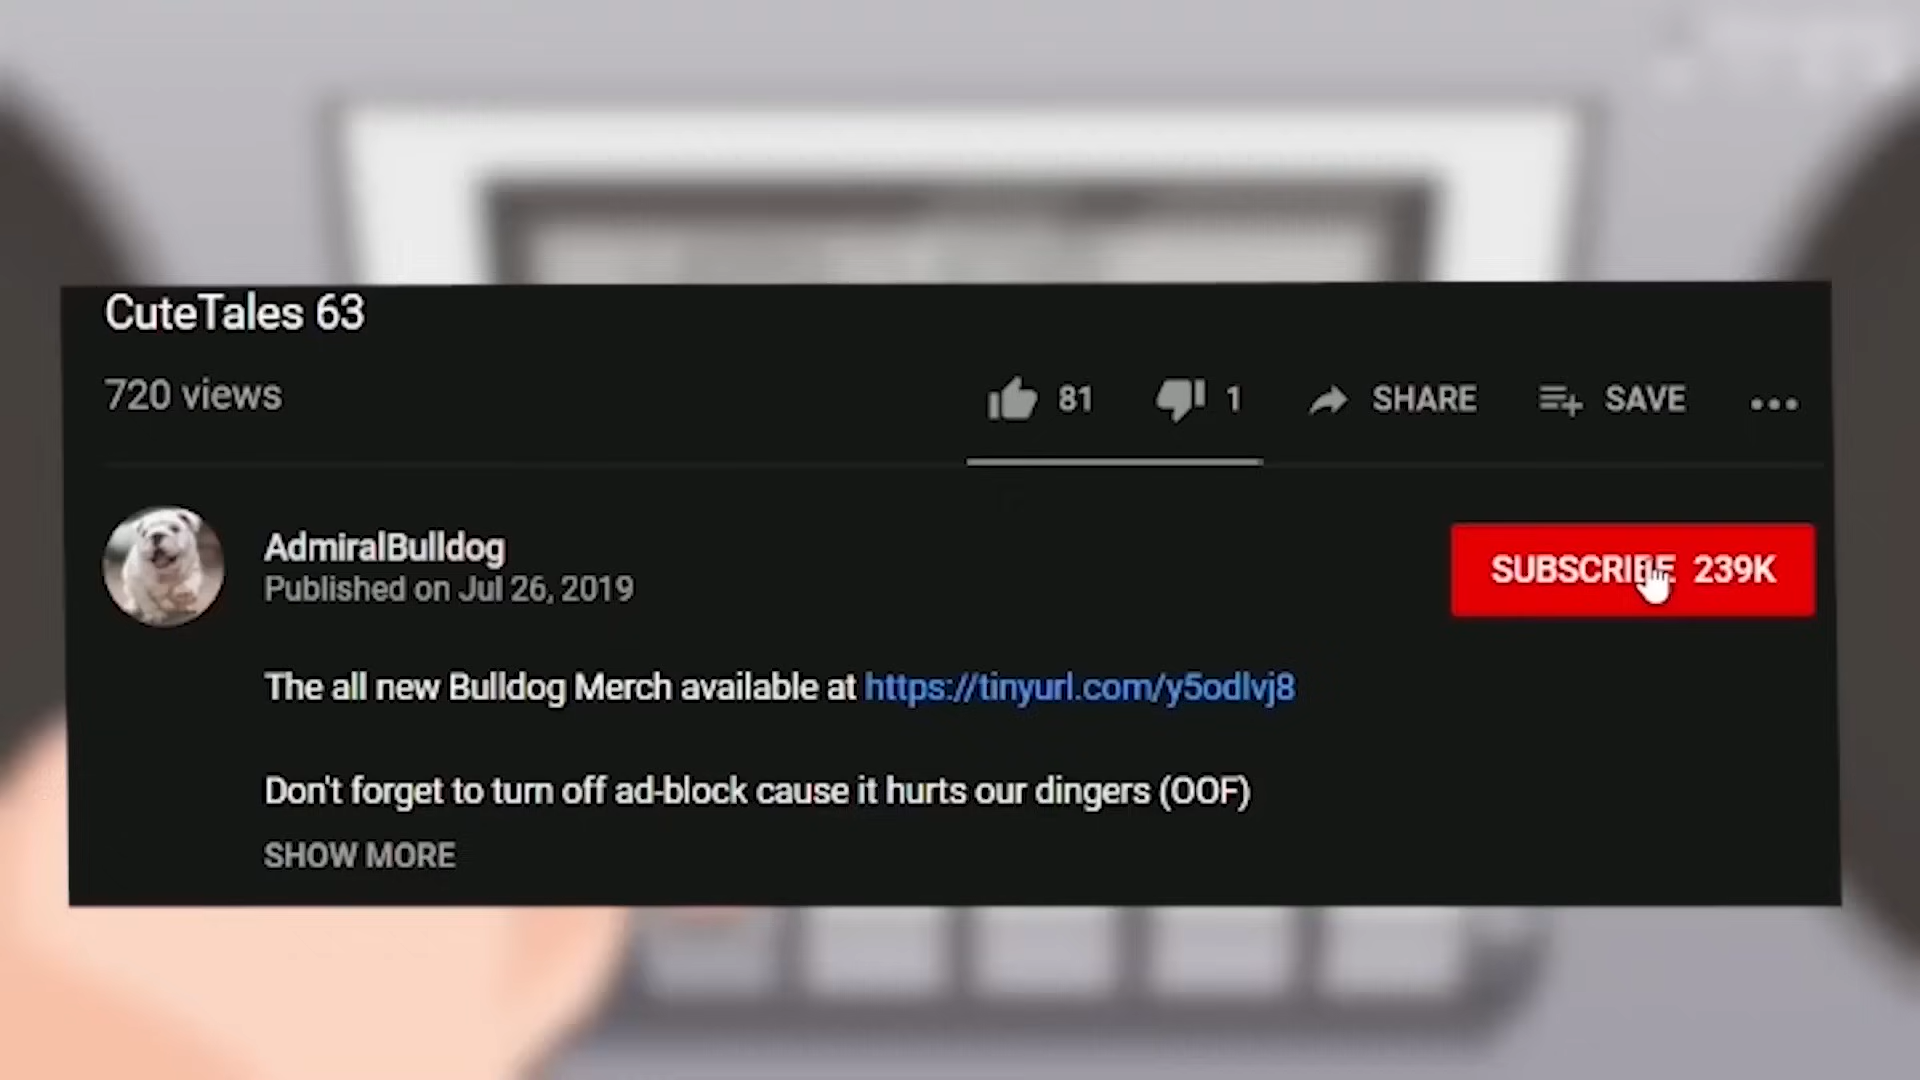 CuteTales 63
720 views
81 1 SHARE SAVE
AdmiralBulldog
Published on Jul 26, 2019
SUBSCRIBE 239K
The all new Bulldog Merch available at https://tinyurl.com/y5odlvj8
Don't forget to turn off ad-block cause it hurts our dingers (OOF)
SHOW MORE